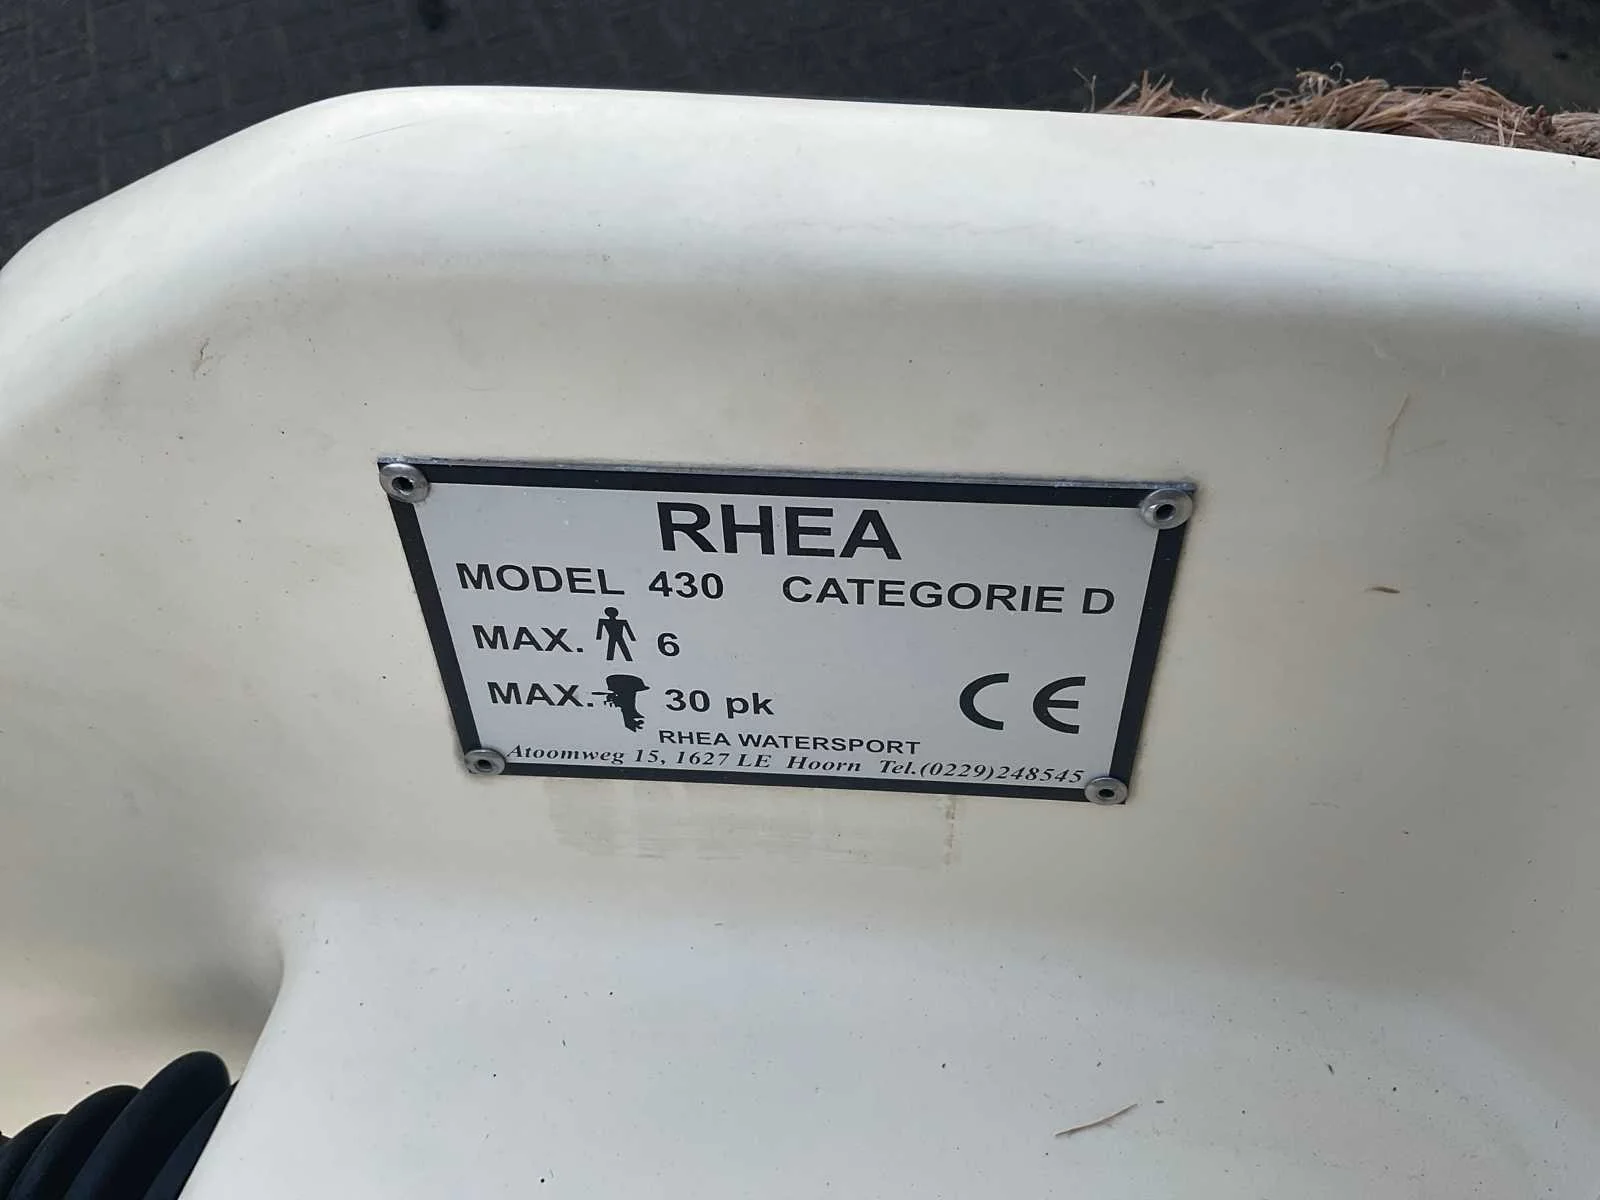 RHEA
MODEL 430 CATEGORIE D
MAX. 6
MAX. 30 pk
CE
RHEA WATERSPORT
Atoomweg 15, 1627 LE Hoorn Tel.(0229)248545